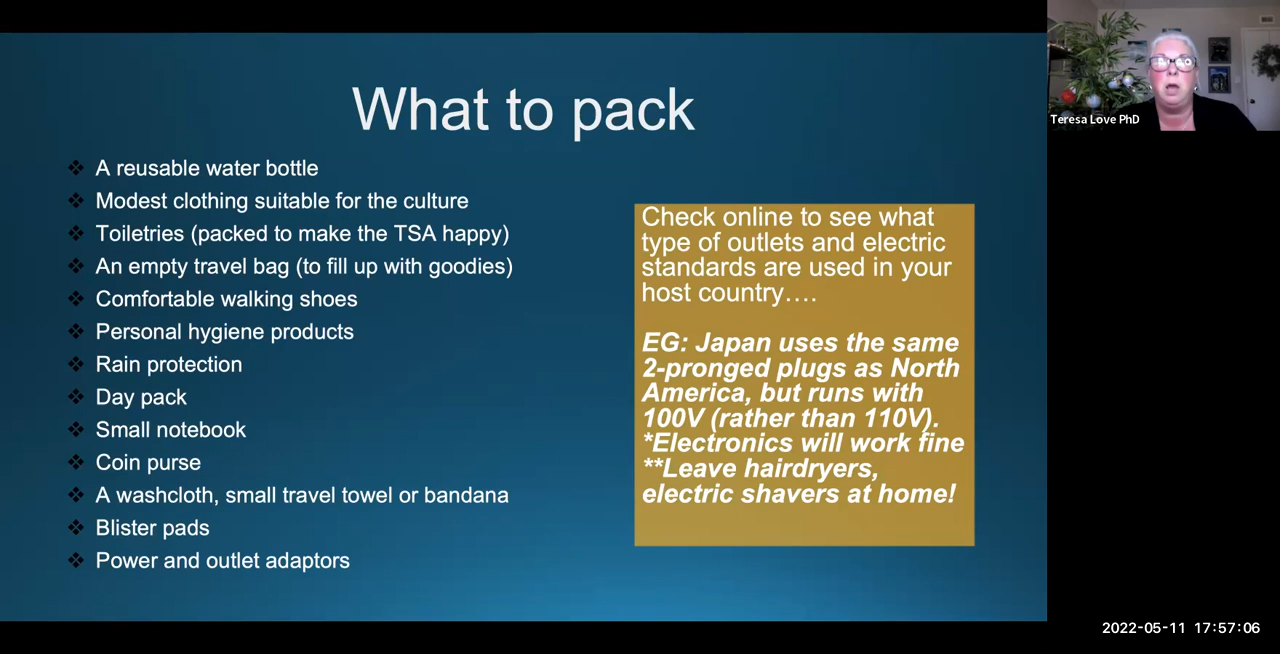 What to pack
A reusable water bottle
Modest clothing suitable for the culture
Toiletries (packed to make the TSA happy)
An empty travel bag (to fill up with goodies)
Comfortable walking shoes
Personal hygiene products
Rain protection
Day pack
Small notebook
Coin purse
A washcloth, small travel towel or bandana
Blister pads
Power and outlet adaptors
Check online to see what
type of outlets and electric
standards are used in your
host country….
EG: Japan uses the same
2-pronged plugs as North
America, but runs with
100V (rather than 110V).
*Electronics will work fine
**Leave hairdryers,
electric shavers at home!
Teresa Love PhD
2022-05-11 17:57:06